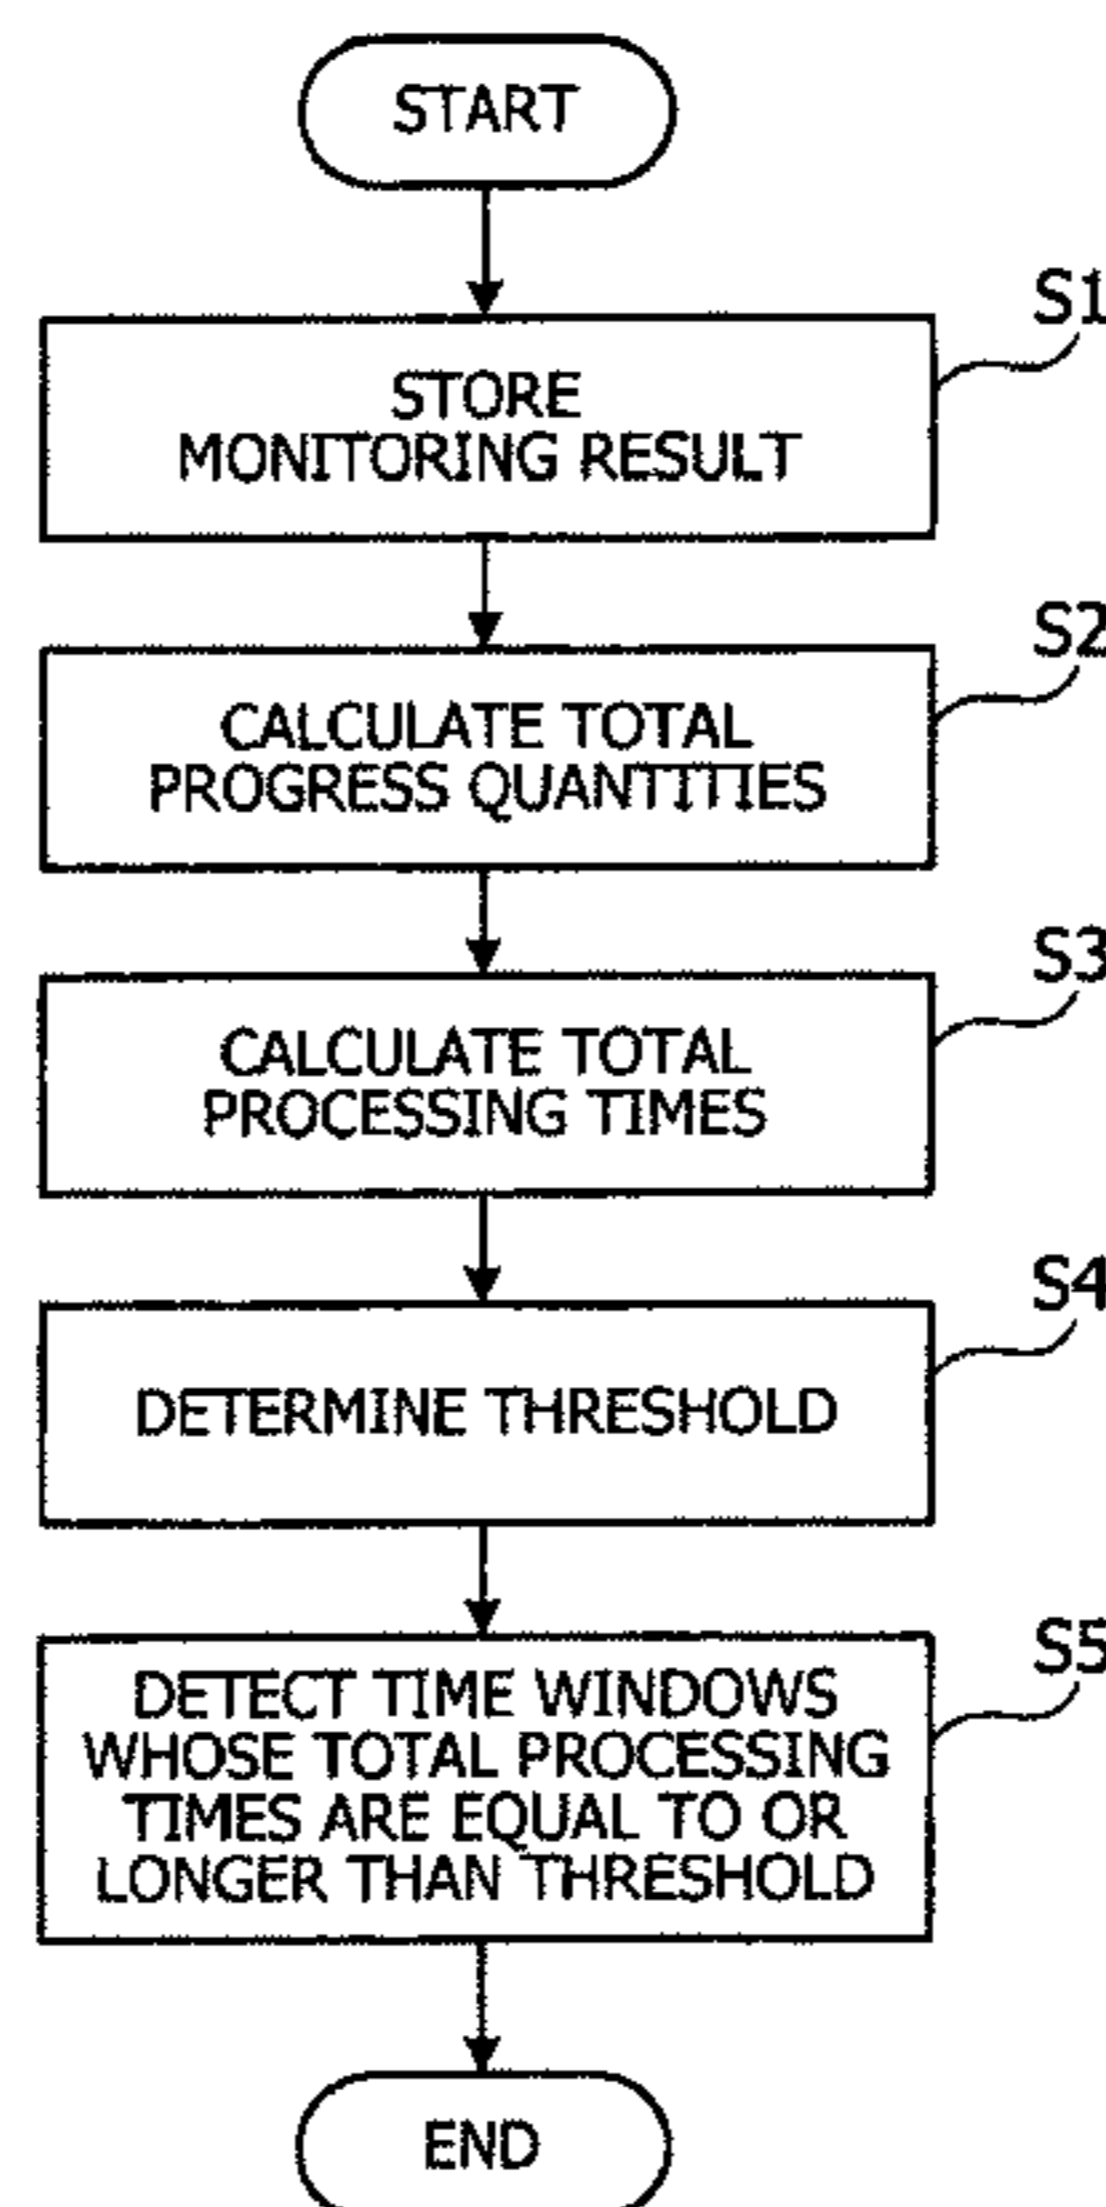 START
S1
STORE
MONITORING RESULT
S2
CALCULATE TOTAL
PROGRESS QUANTITIES
S3
CALCULATE TOTAL
PROCESSING TIMES
S4
DETERMINE THRESHOLD
S5
DETECT TIME WINDOWS
WHOSE TOTAL PROCESSING
TIMES ARE EQUAL TO OR
LONGER THAN THRESHOLD
END